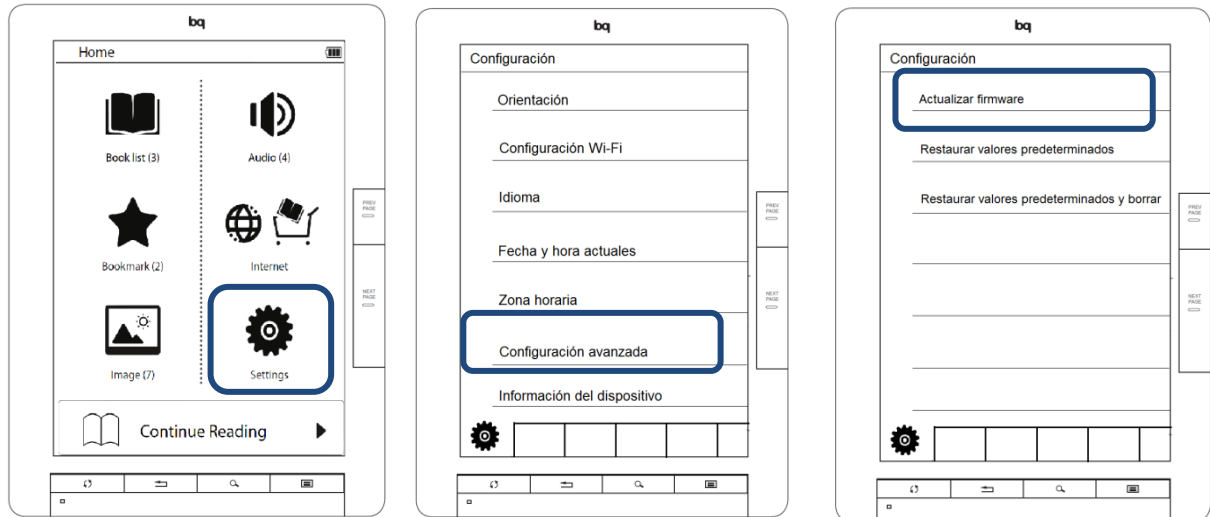 bq
Home
Book list (3)
Audio (4)
Bookmark (2)
Internet
Image (7)
Settings
Continue Reading
PREV
PAGE
NEXT
PAGE
bq
Configuración
Orientación
Configuración Wi-Fi
Idioma
Fecha y hora actuales
Zona horaria
Configuración avanzada
Información del dispositivo
PREV
PAGE
NEXT
PAGE
bq
Configuración
Actualizar firmware
Restaurar valores predeterminados
Restaurar valores predeterminados y borrar
PREV
PAGE
NEXT
PAGE